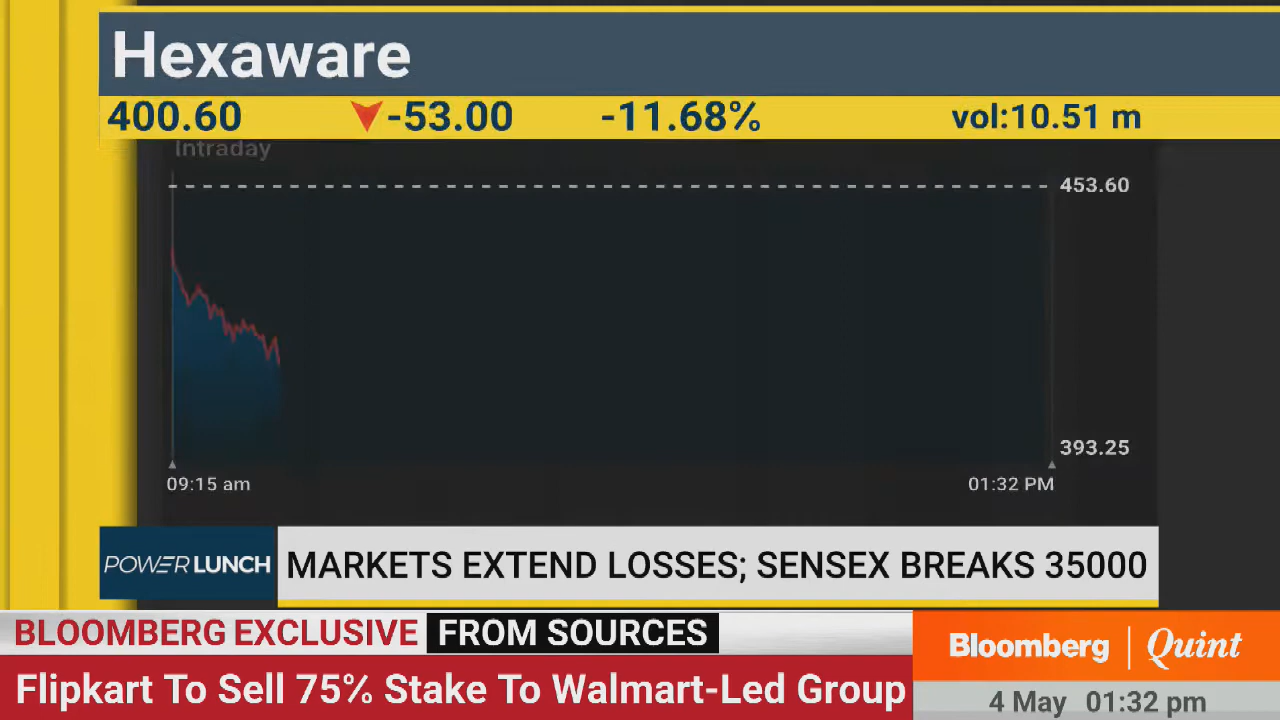 Hexaware
400.60 -53.00 -11.68% vol:10.51 m
Intraday
453.60
393.25
09:15 am 01:32 PM
POWER LUNCH MARKETS EXTEND LOSSES; SENSEX BREAKS 35000
BLOOMBERG EXCLUSIVE FROM SOURCES
Flipkart To Sell 75% Stake To Walmart-Led Group
Bloomberg | Quint
4 May 01:32 pm